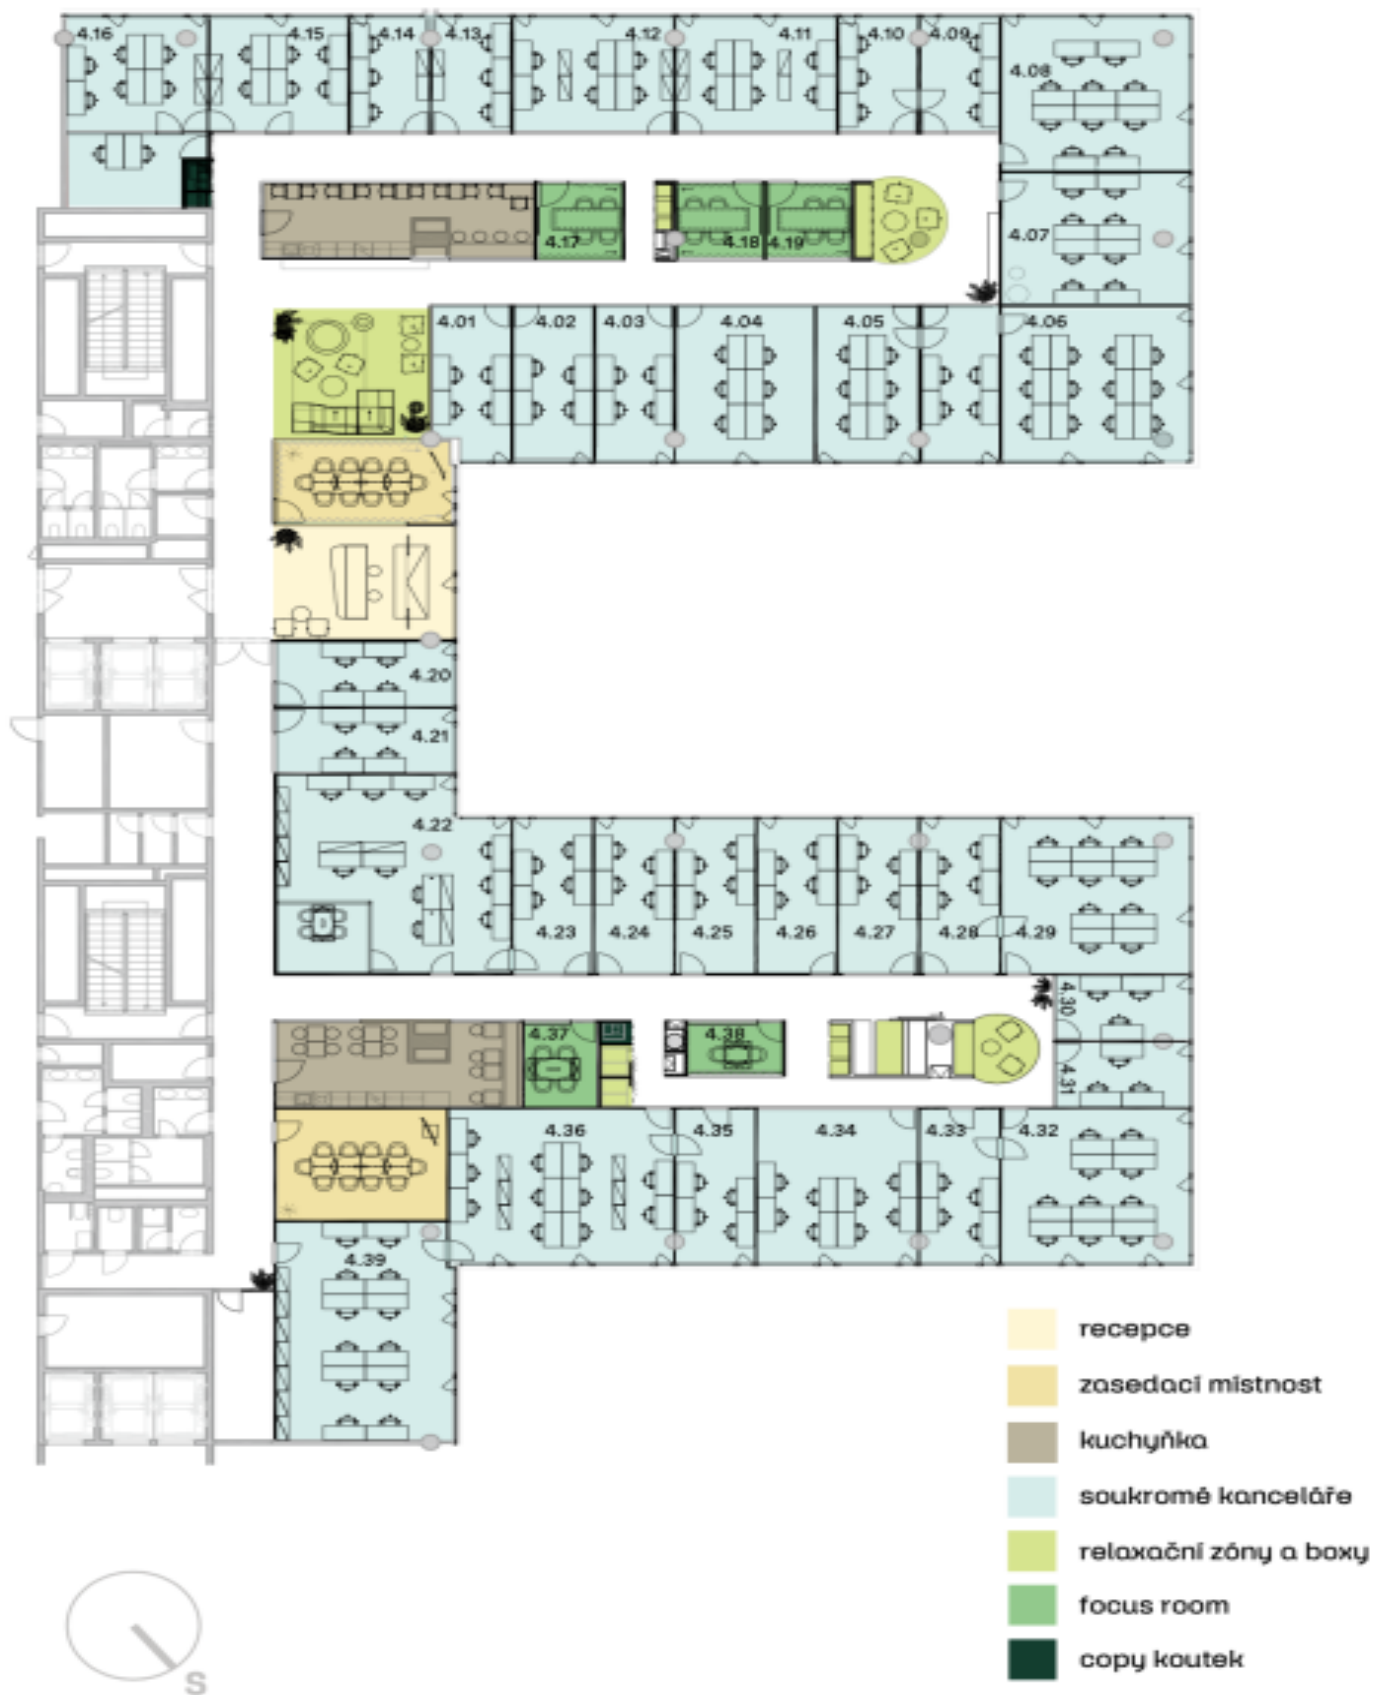 4.16 4.15 4.14 4.13 4.12 4.11 4.10 4.09
4.08
4.07
4.17 4.18 4.19
4.01 4.02 4.03 4.04 4.05 4.06
4.20
4.21
4.22
4.23 4.24 4.25 4.26 4.27 4.28 4.29
4.30
4.31
4.37 4.38
4.36 4.35 4.34 4.33 4.32
4.39
recepce
zasedací místnost
kuchyňka
soukromé kanceláře
relaxační zóny a boxy
focus room
copy koutek
S